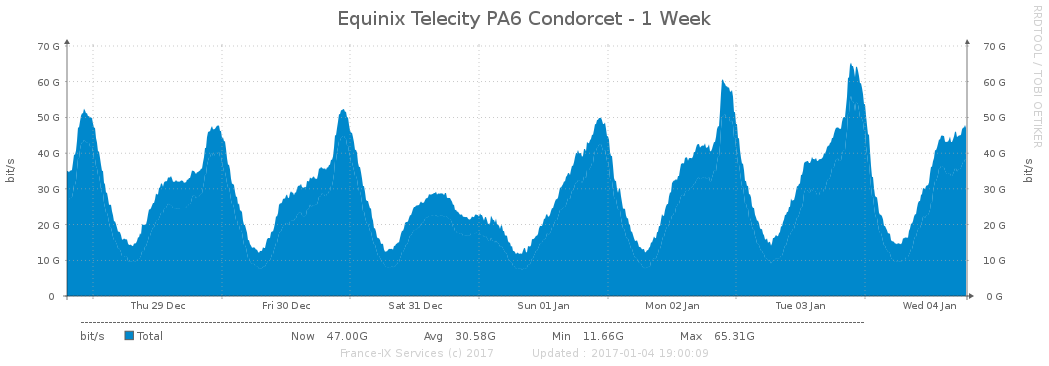 Equinix Telecity PA6 Condorcet - 1 Week
RRDTOOL / TOBI OETIKER
bit/s
70 G 70 G
60 G 60 G
50 G 50 G
40 G 40 G
30 G 30 G
20 G 20 G
10 G 10 G
0 0 G
bit/s
Thu 29 Dec Fri 30 Dec Sat 31 Dec Sun 01 Jan Mon 02 Jan Tue 03 Jan Wed 04 Jan
bit/s Total Now 47.00G Avg 30.58G Min 11.66G Max 65.31G
France-IX Services (c) 2017 Updated : 2017-01-04 19:00:09